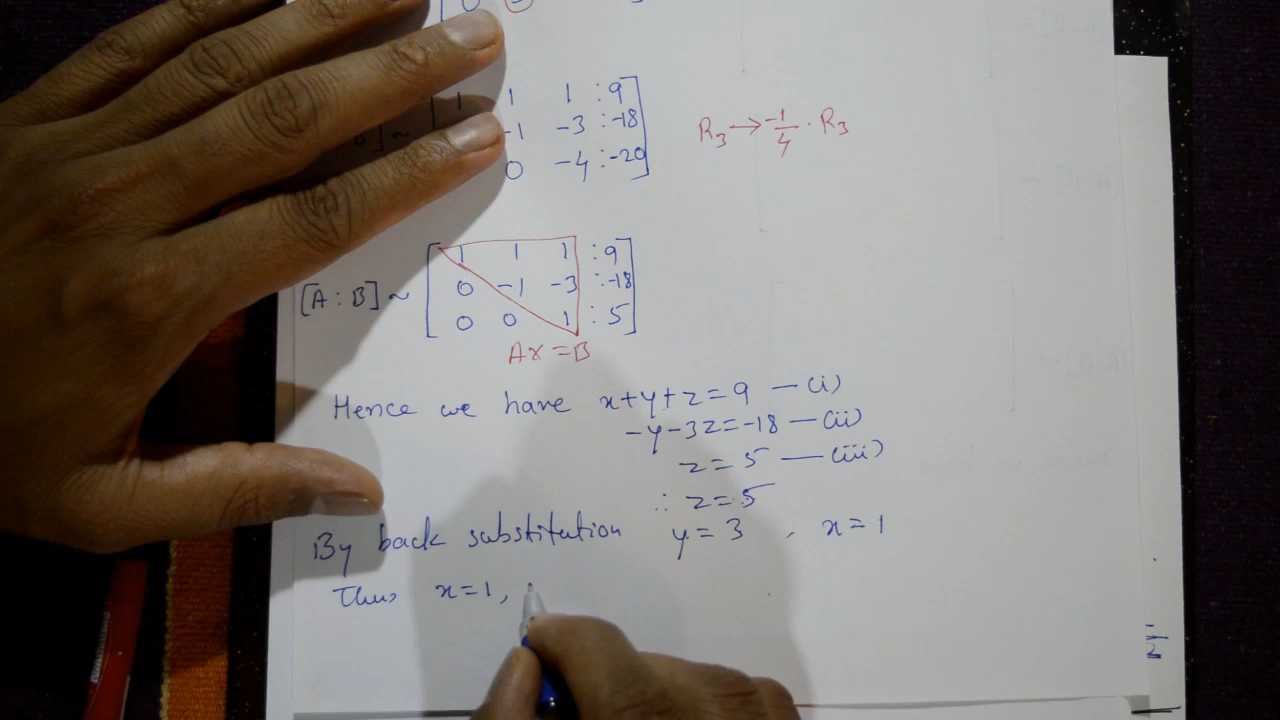 1 1 1 : 9
-1 -3 : -18 R3 → -1/4 · R3
0 -4 : -20
1 1 1 : 9
[A : B] ~ 0 -1 -3 : -18
0 0 1 : 5
AX = B
Hence we have x+y+z=9 — (i)
-y-3z=-18 — (ii)
z=5 — (iii)
∴ z=5
By back substitution y=3 , x=1
Thus x=1,